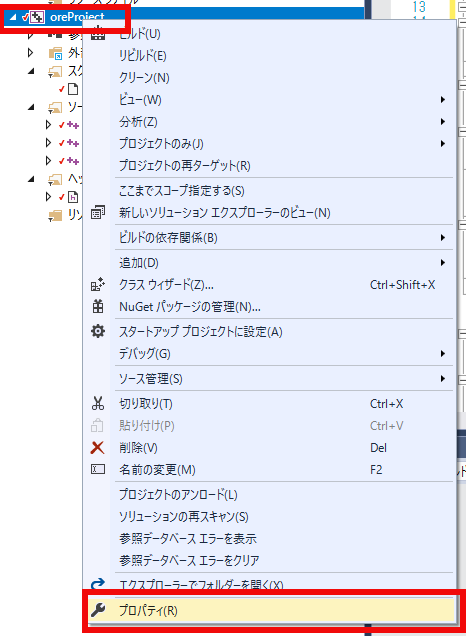 oreProject
13
ビルド(U)
リビルド(E)
クリーン(N)
ビュー(W)
分析(Z)
プロジェクトのみ(J)
プロジェクトの再ターゲット(R)
ここまでスコープ指定する(S)
新しいソリューション エクスプローラーのビュー(N)
ビルドの依存関係(B)
追加(D)
クラス ウィザード(Z)... Ctrl+Shift+X
NuGet パッケージの管理(N)...
スタートアップ プロジェクトに設定(A)
デバッグ(G)
ソース管理(S)
切り取り(T) Ctrl+X
貼り付け(P) Ctrl+V
削除(V) Del
名前の変更(M) F2
プロジェクトのアンロード(L)
ソリューションの再スキャン(S)
参照データベース エラーを表示
参照データベース エラーをクリア
エクスプローラーでフォルダーを開く(X)
プロパティ(R)